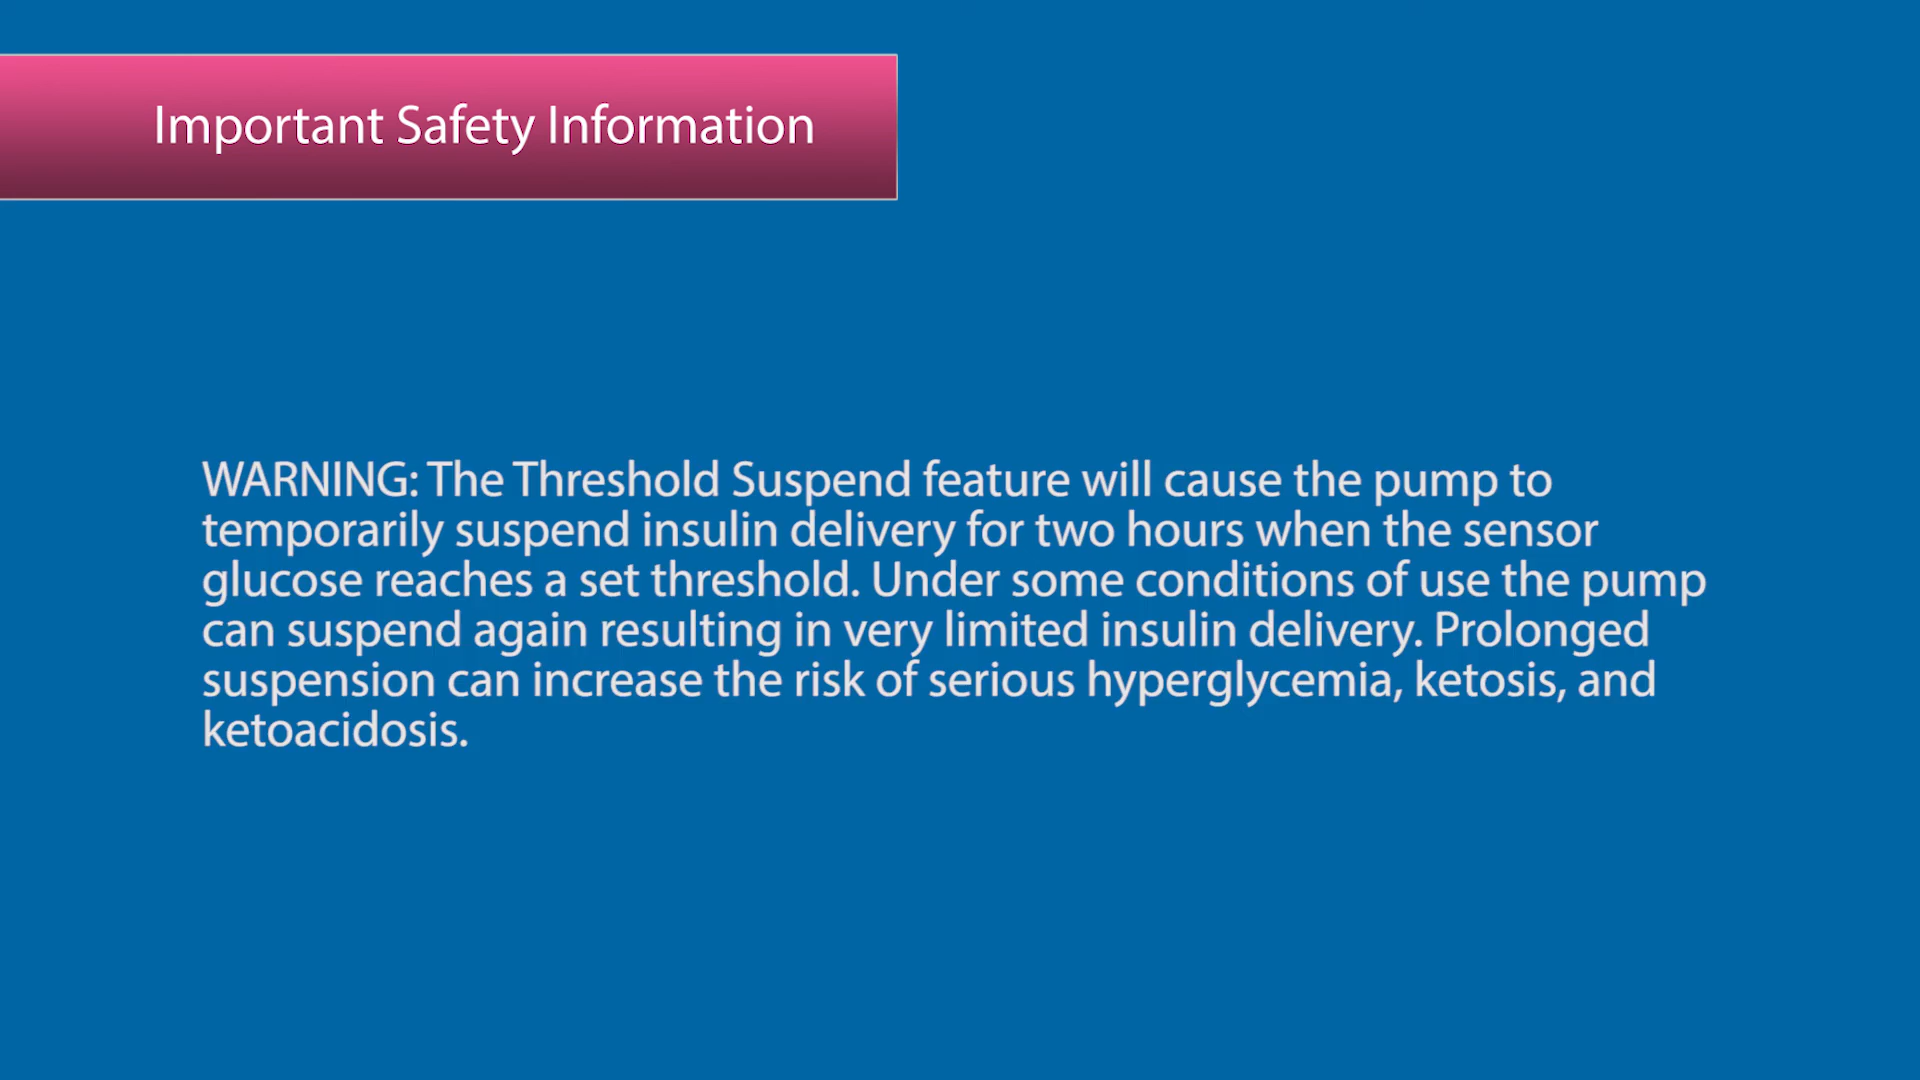 Important Safety Information
WARNING: The Threshold Suspend feature will cause the pump to
temporarily suspend insulin delivery for two hours when the sensor
glucose reaches a set threshold. Under some conditions of use the pump
can suspend again resulting in very limited insulin delivery. Prolonged
suspension can increase the risk of serious hyperglycemia, ketosis, and
ketoacidosis.